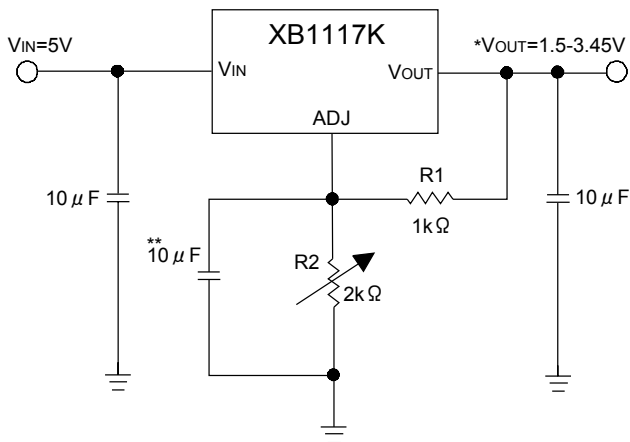 XB1117K
VIN=5V
*VOUT=1.5-3.45V
VIN
VOUT
ADJ
R1
10μF
1kΩ
10μF
**
10μF
R2
2kΩ